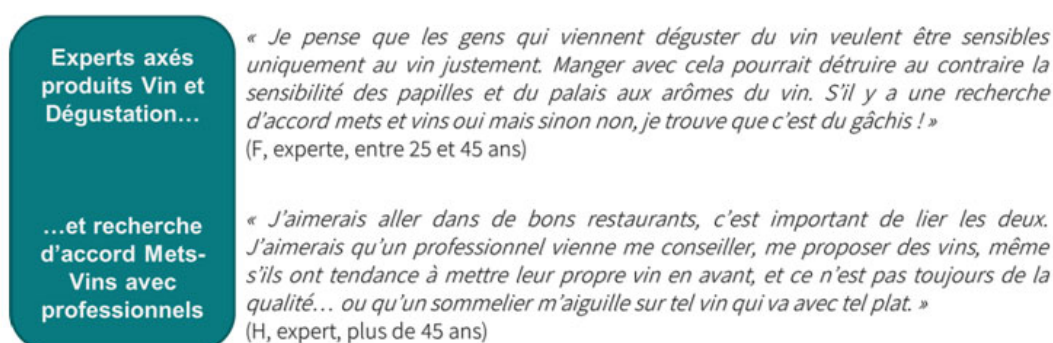 Experts axés
produits Vin et
Dégustation…
« Je pense que les gens qui viennent déguster du vin veulent être sensibles
uniquement au vin justement. Manger avec cela pourrait détruire au contraire la
sensibilité des papilles et du palais aux arômes du vin. S’il y a une recherche
d’accord mets et vins oui mais sinon non, je trouve que c’est du gâchis ! »
(F, experte, entre 25 et 45 ans)
…et recherche
d’accord Mets-
Vins avec
professionnels
« J’aimerais aller dans de bons restaurants, c’est important de lier les deux.
J’aimerais qu’un professionnel vienne me conseiller, me proposer des vins, même
s’ils ont tendance à mettre leur propre vin en avant, et ce n’est pas toujours de la
qualité… ou qu’un sommelier m’aiguille sur tel vin qui va avec tel plat. »
(H, expert, plus de 45 ans)